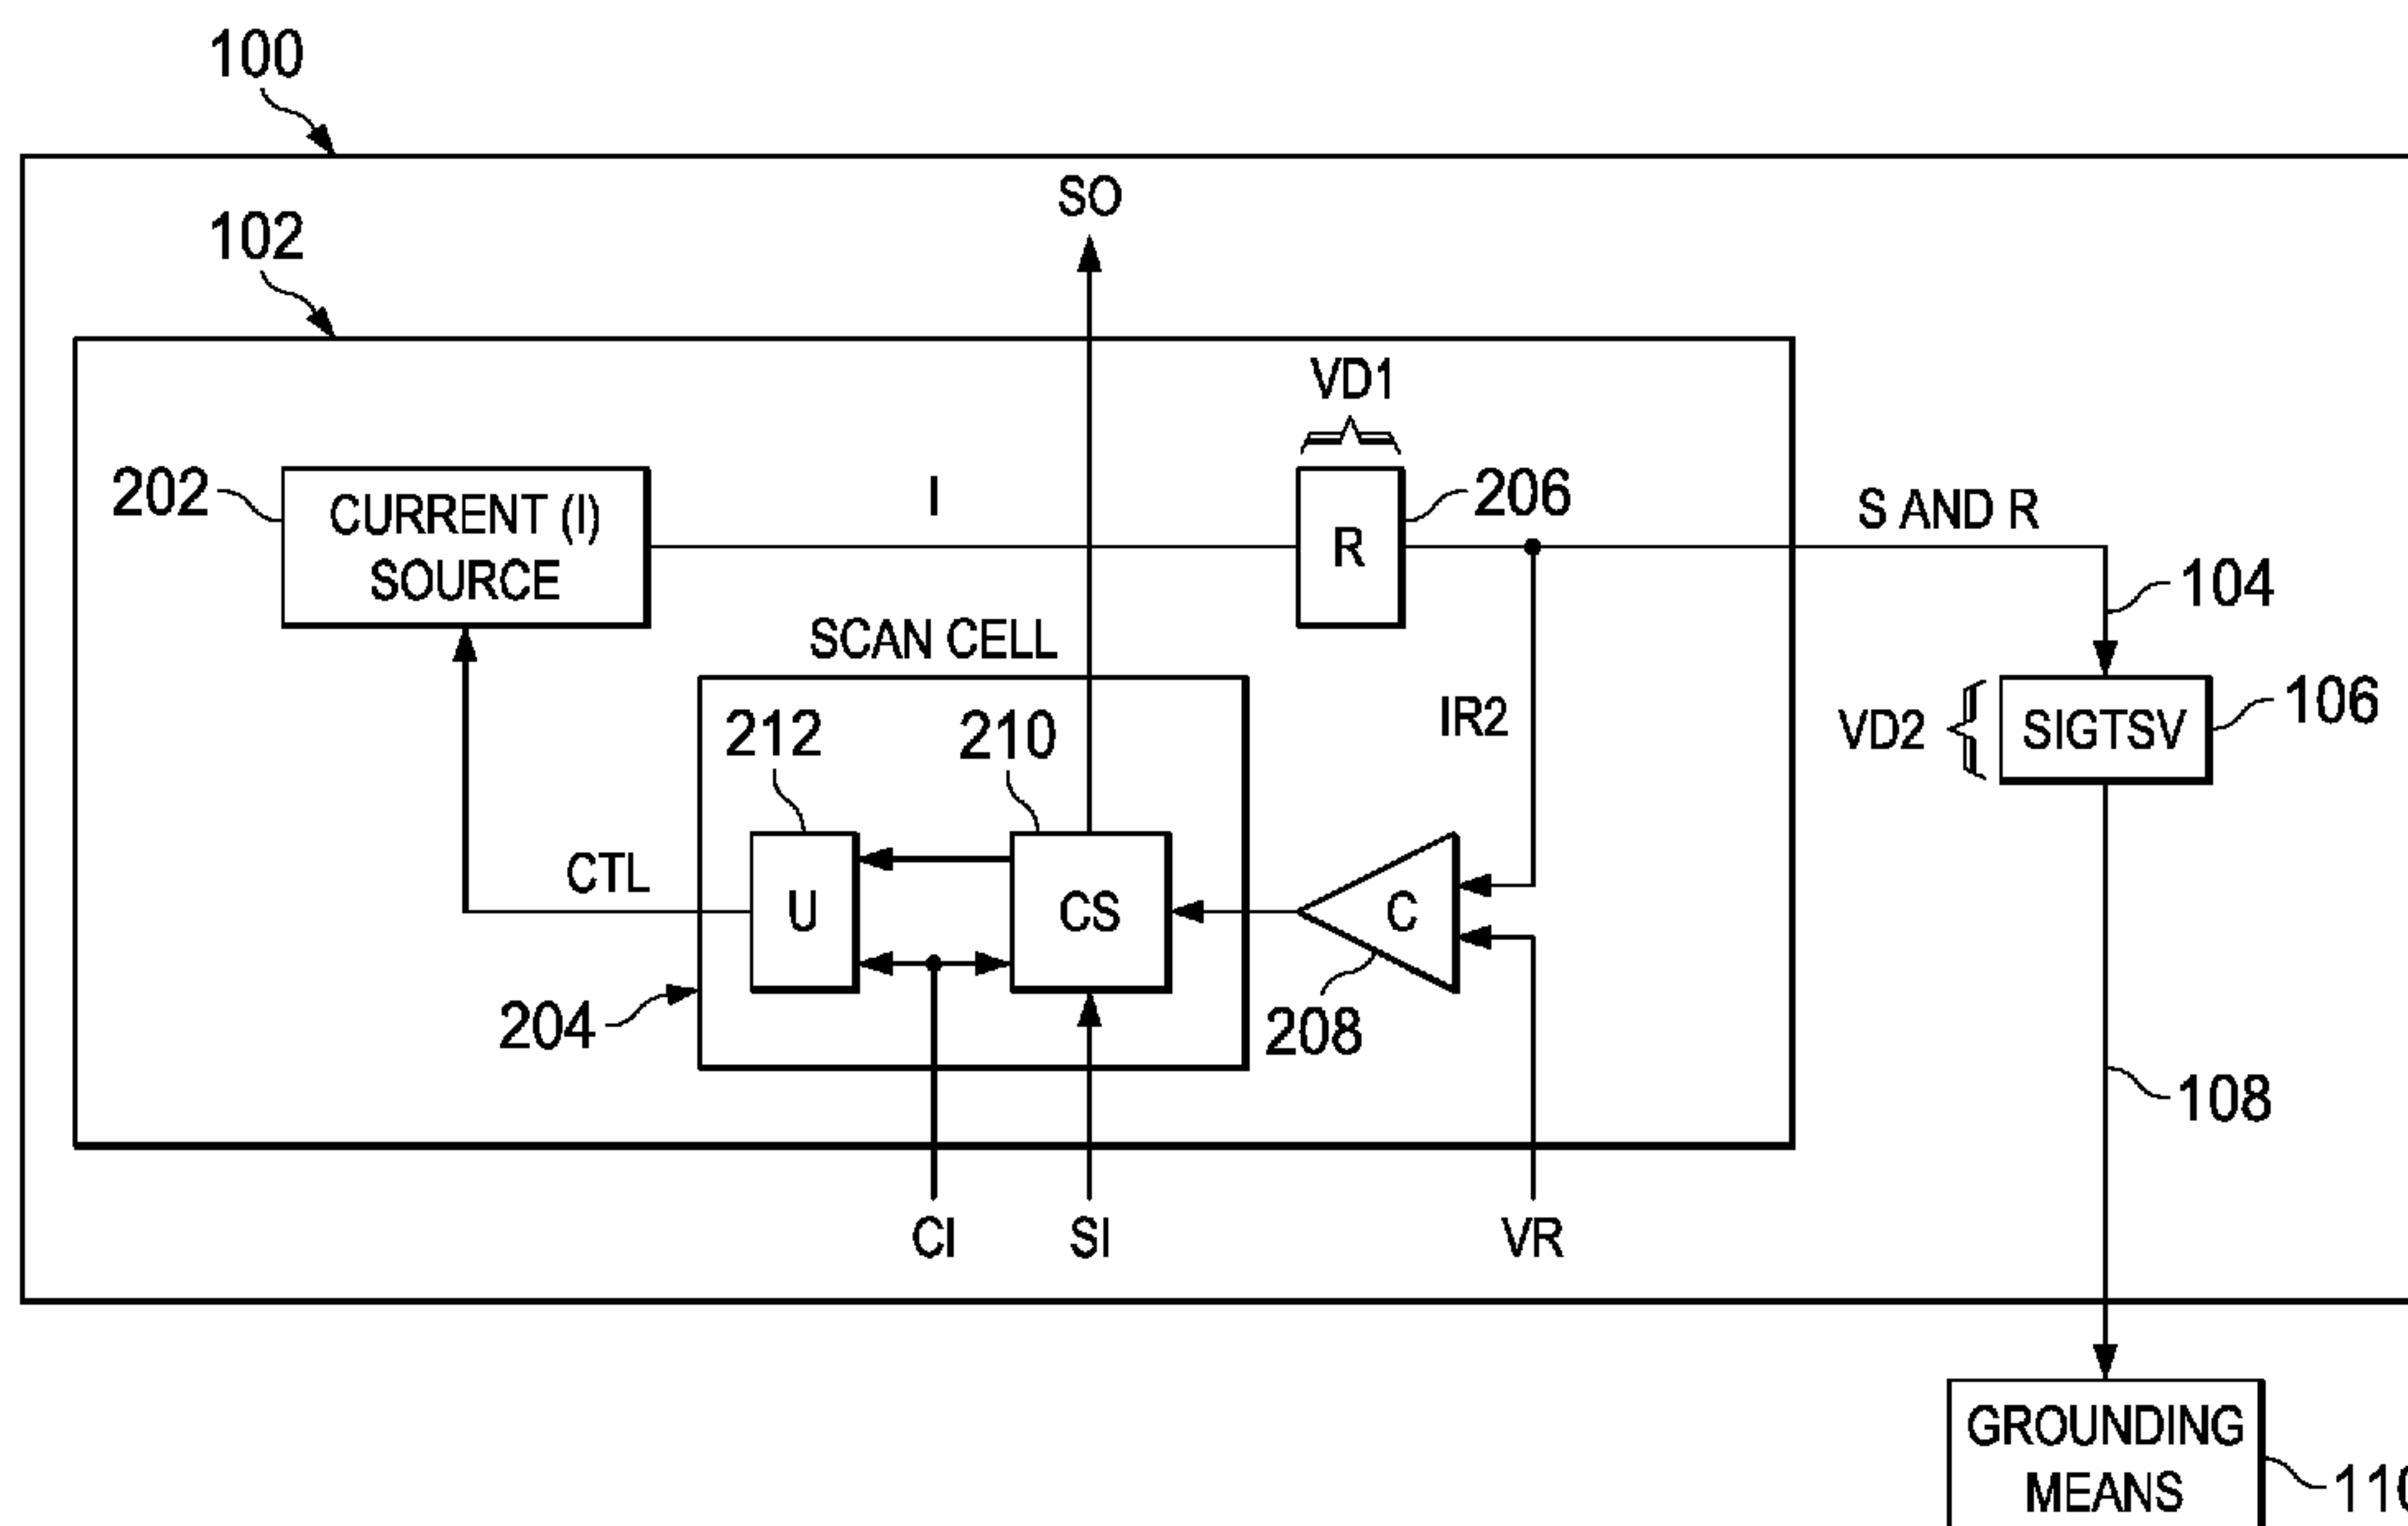 100
SO
102
VD1
202
CURRENT (I)
SOURCE
I
R
206
S AND R
104
SCAN CELL
212
210
IR2
VD2
SIGTSV
106
CTL
U
CS
C
204
208
108
CI
SI
VR
GROUNDING
MEANS
110